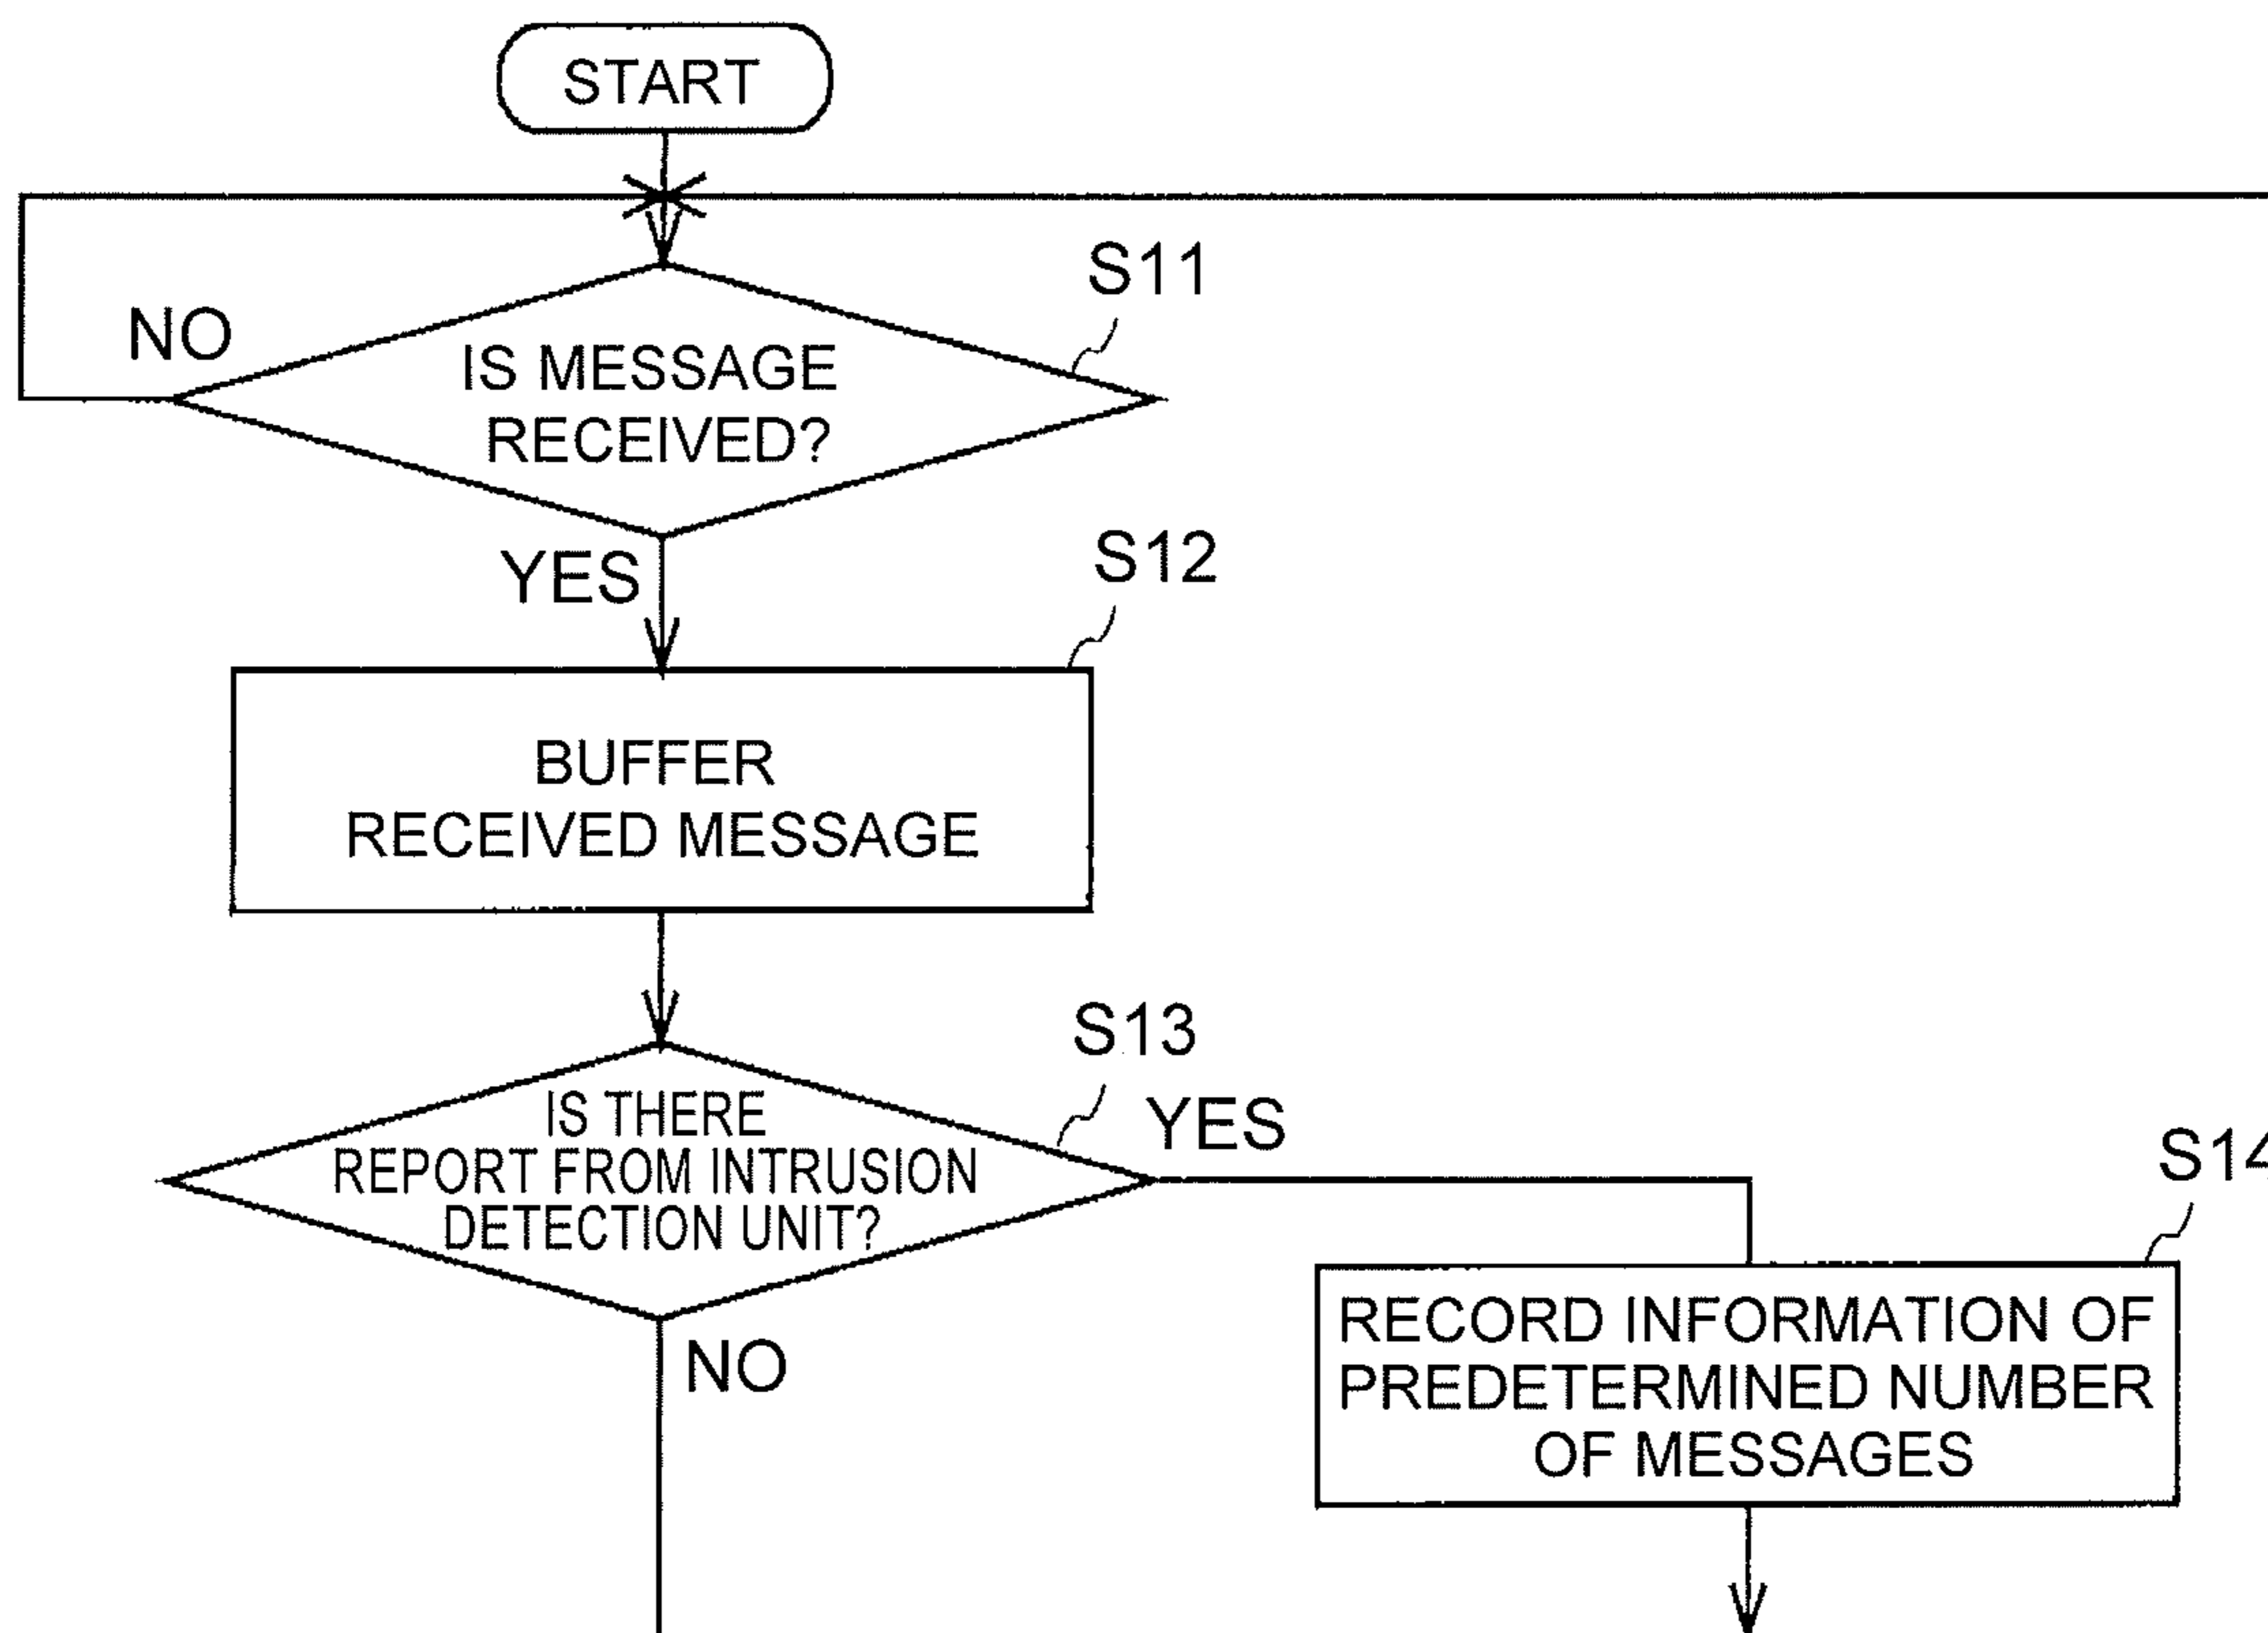 START
S11
NO
IS MESSAGE
RECEIVED?
YES
S12
BUFFER
RECEIVED MESSAGE
S13
IS THERE
REPORT FROM INTRUSION
DETECTION UNIT?
YES
S14
NO
RECORD INFORMATION OF
PREDETERMINED NUMBER
OF MESSAGES